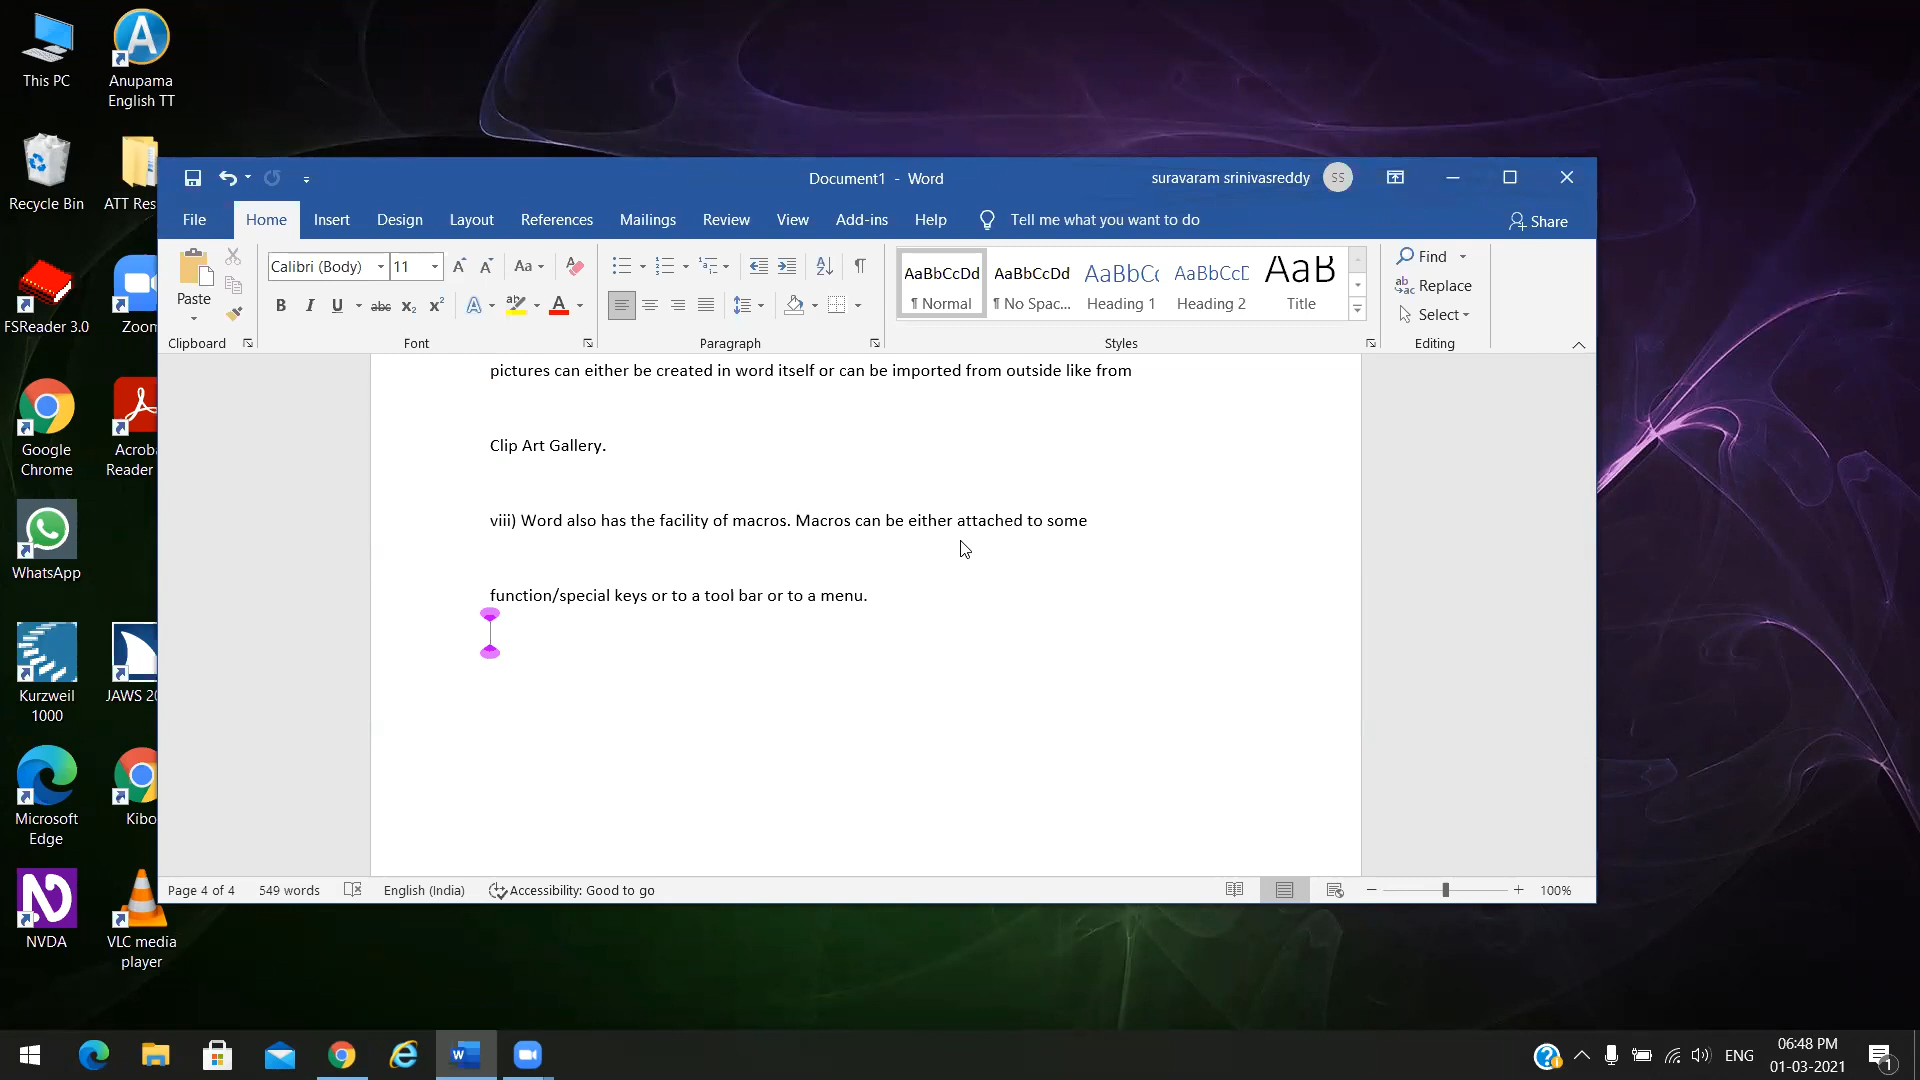 This PC
Anupama
English TT
Recycle Bin
ATT Res
FSReader 3.0
Zoom
Google
Chrome
Acroba
Reader
WhatsApp
Kurzweil
1000
JAWS 20
Microsoft
Edge
Kibo
NVDA
VLC media
player
Document1 - Word
suravaram srinivasreddy
SS
File Home Insert Design Layout References Mailings Review View Add-ins Help Tell me what you want to do
Share
Paste
Clipboard
Calibri (Body) 11
Aa
B I U abc X₂ X² A A
Font
Paragraph
AaBbCcDd AaBbCcDd AaBbCc AaBbCcD AaB
¶ Normal ¶ No Spac... Heading 1 Heading 2 Title
Styles
Find
Replace
Select
Editing
pictures can either be created in word itself or can be imported from outside like from
Clip Art Gallery.
viii) Word also has the facility of macros. Macros can be either attached to some
function/special keys or to a tool bar or to a menu.
Page 4 of 4 549 words English (India) Accessibility: Good to go
100%
ENG
06:48 PM
01-03-2021
1